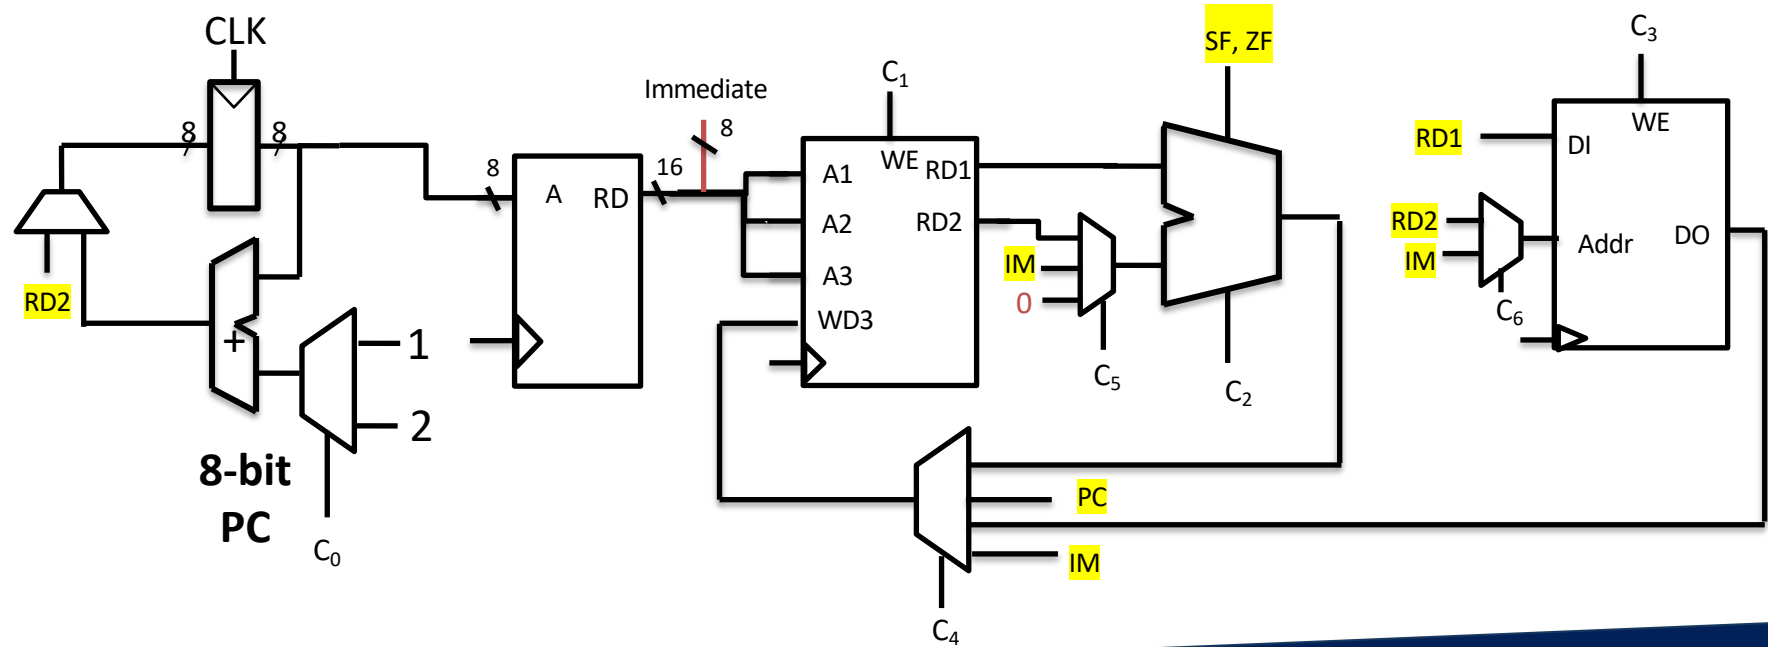 CLK
8
8
RD2
+
1
2
8-bit
PC
C0
Immediate
8
8
16
A
RD
C1
WE
A1
RD1
A2
RD2
A3
WD3
IM
0
C5
SF, ZF
C2
PC
IM
C4
C3
WE
RD1
DI
RD2
IM
Addr
DO
C6